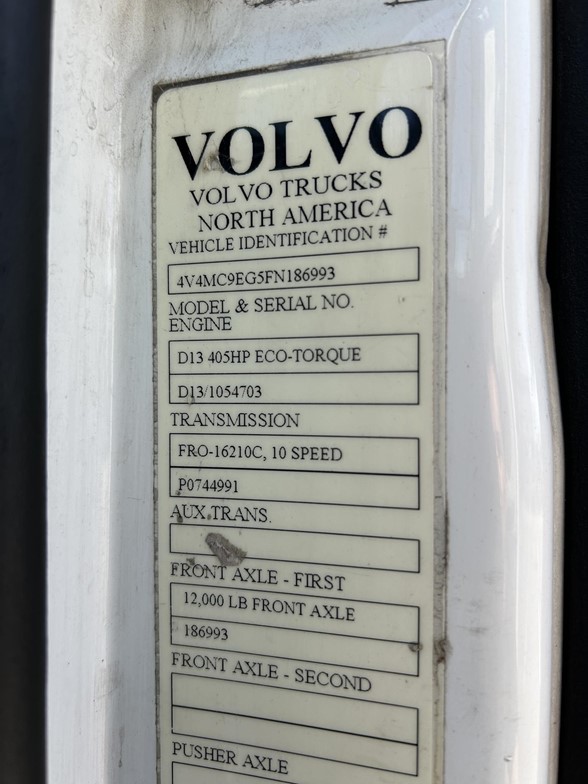 VOLVO
VOLVO TRUCKS
NORTH AMERICA
VEHICLE IDENTIFICATION #
4V4MC9EG5FN186993
MODEL & SERIAL NO.
ENGINE
D13 405HP ECO-TORQUE
D13/1054703
TRANSMISSION
FRO-16210C, 10 SPEED
P0744991
AUX.TRANS.
FRONT AXLE - FIRST
12,000 LB FRONT AXLE
186993
FRONT AXLE - SECOND
PUSHER AXLE